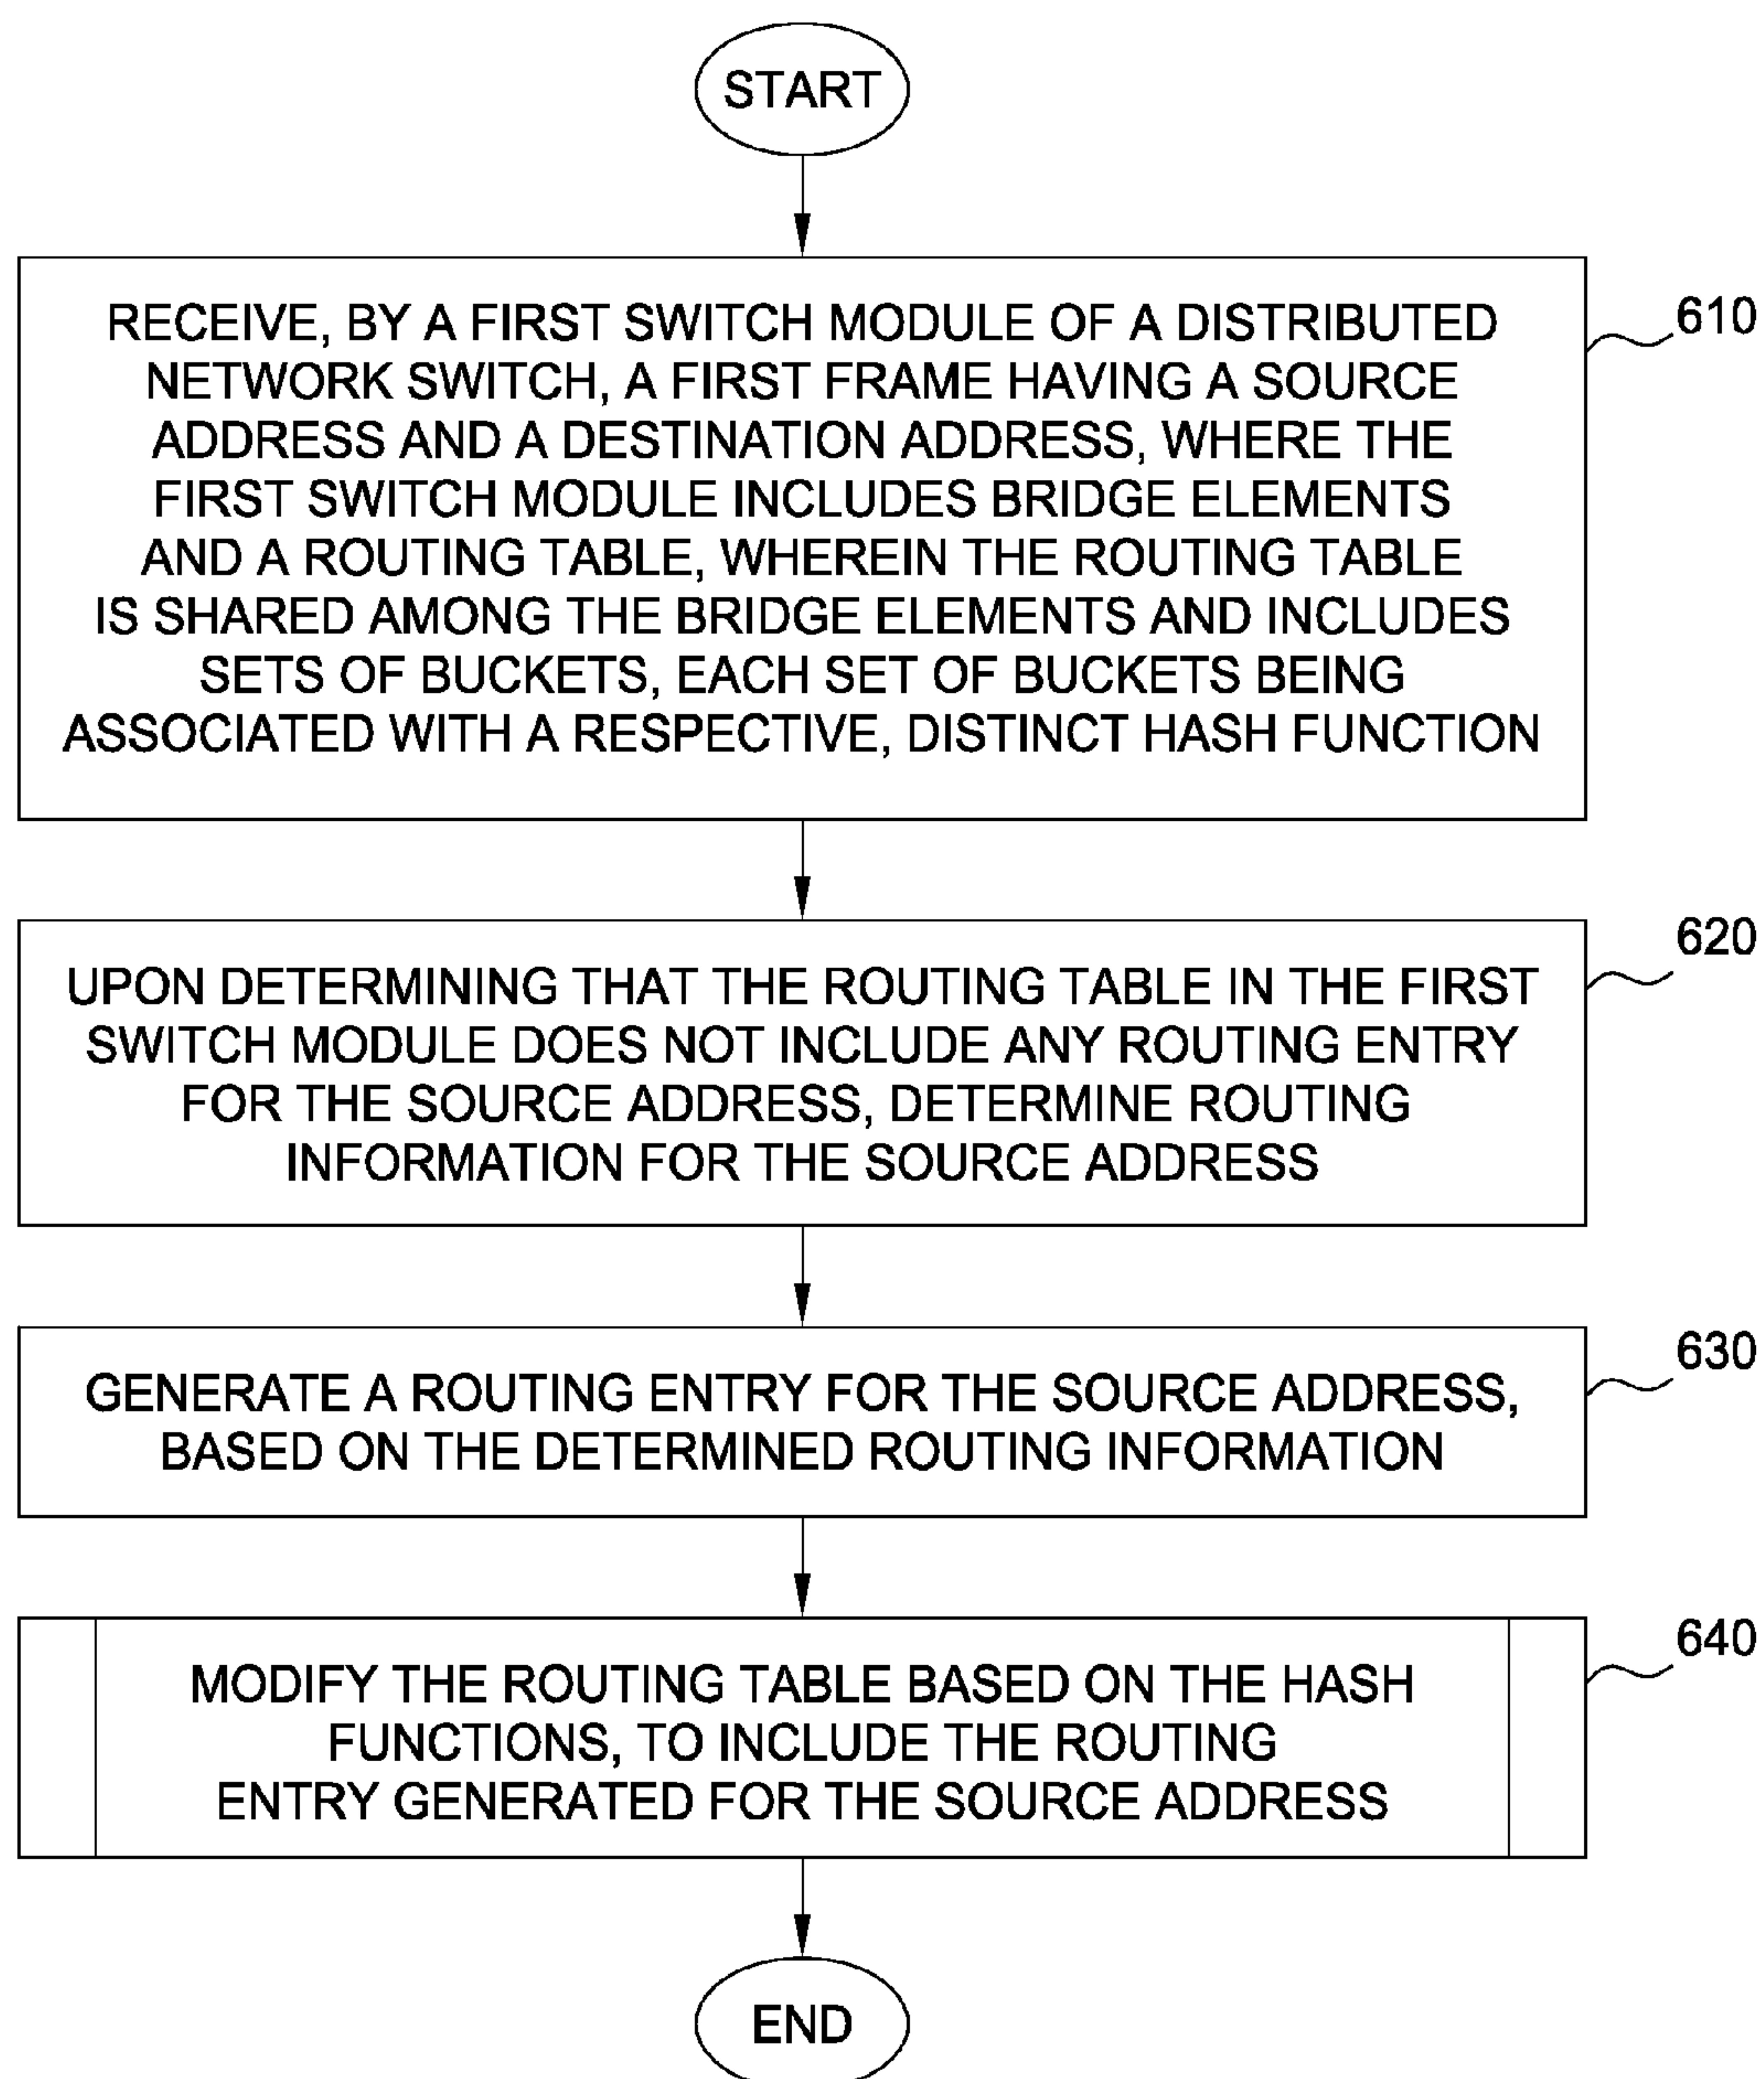 START
RECEIVE, BY A FIRST SWITCH MODULE OF A DISTRIBUTED
NETWORK SWITCH, A FIRST FRAME HAVING A SOURCE
ADDRESS AND A DESTINATION ADDRESS, WHERE THE
FIRST SWITCH MODULE INCLUDES BRIDGE ELEMENTS
AND A ROUTING TABLE, WHEREIN THE ROUTING TABLE
IS SHARED AMONG THE BRIDGE ELEMENTS AND INCLUDES
SETS OF BUCKETS, EACH SET OF BUCKETS BEING
ASSOCIATED WITH A RESPECTIVE, DISTINCT HASH FUNCTION
610
UPON DETERMINING THAT THE ROUTING TABLE IN THE FIRST
SWITCH MODULE DOES NOT INCLUDE ANY ROUTING ENTRY
FOR THE SOURCE ADDRESS, DETERMINE ROUTING
INFORMATION FOR THE SOURCE ADDRESS
620
GENERATE A ROUTING ENTRY FOR THE SOURCE ADDRESS,
BASED ON THE DETERMINED ROUTING INFORMATION
630
MODIFY THE ROUTING TABLE BASED ON THE HASH
FUNCTIONS, TO INCLUDE THE ROUTING
ENTRY GENERATED FOR THE SOURCE ADDRESS
640
END